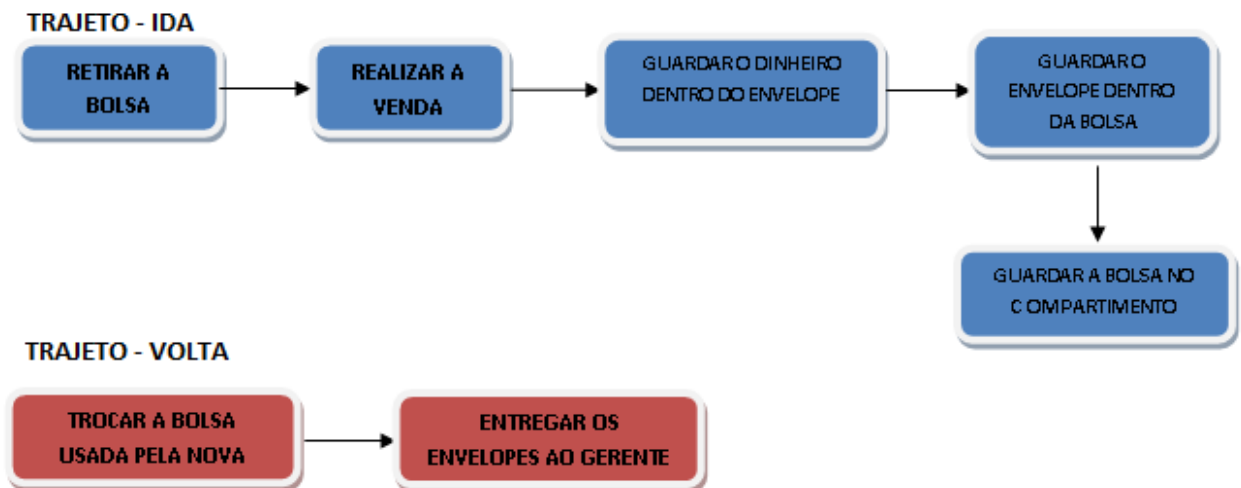 TRAJETO - IDA
RETIRAR A
BOLSA
REALIZAR A
VENDA
GUARDAR O DINHEIRO
DENTRO DO ENVELOPE
GUARDAR O
ENVELOPE DENTRO
DA BOLSA
GUARDAR A BOLSA NO
C OMPARTIMENTO
TRAJETO - VOLTA
TROCAR A BOLSA
USADA PELA NOVA
ENTREGAR OS
ENVELOPES AO GERENTE